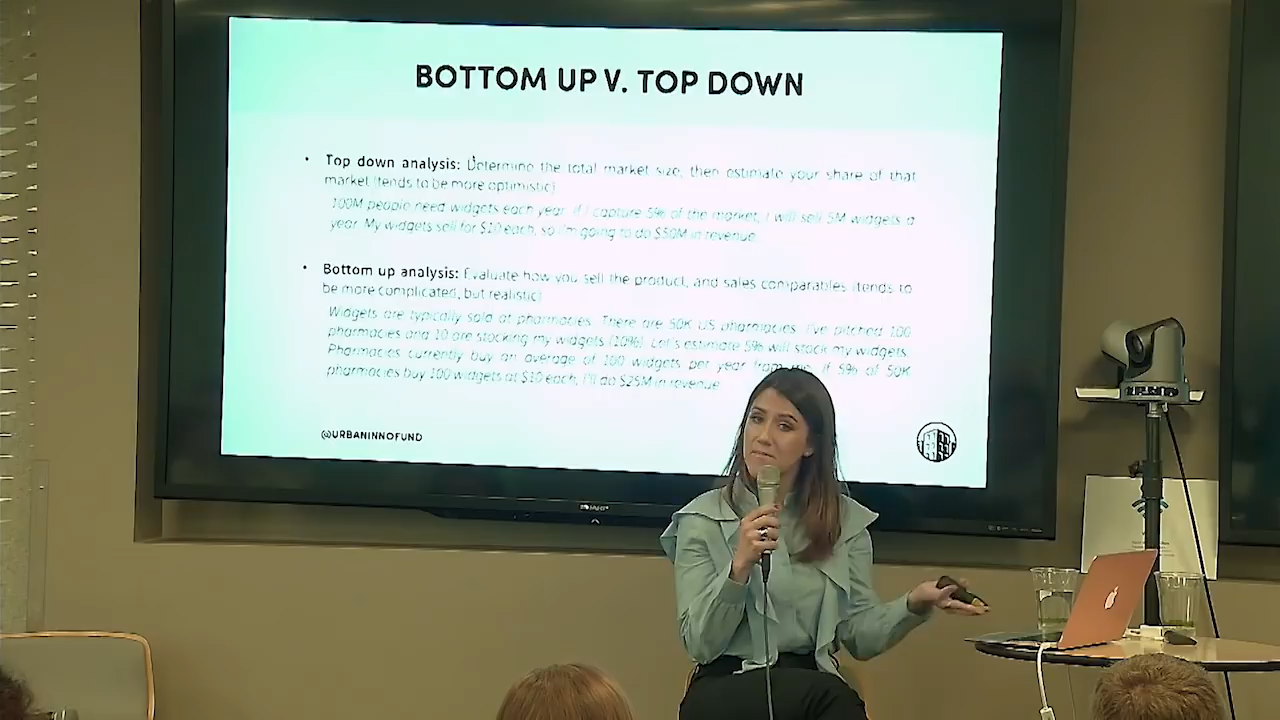 BOTTOM UP V. TOP DOWN
• Top down analysis: Determine the total market size, then estimate your share of that
market (tends to be more optimistic)
100M people need widgets each year. If I capture 5% of the market, I will sell 5M widgets a
year. My widgets sell for $10 each, so I'm going to do $50M in revenue.
• Bottom up analysis: Evaluate how you sell the product, and sales comparables (tends to
be more complicated, but realistic)
Widgets are typically sold at pharmacies. There are 50K US pharmacies. I've pitched 100
pharmacies and 10 are stocking my widgets (10%). Let's estimate 5% will stock my widgets.
Pharmacies currently buy an average of 100 widgets per year from me. If 5% of 50K
pharmacies buy 100 widgets at $10 each, I'll do $25M in revenue.
@URBANINNOFUND